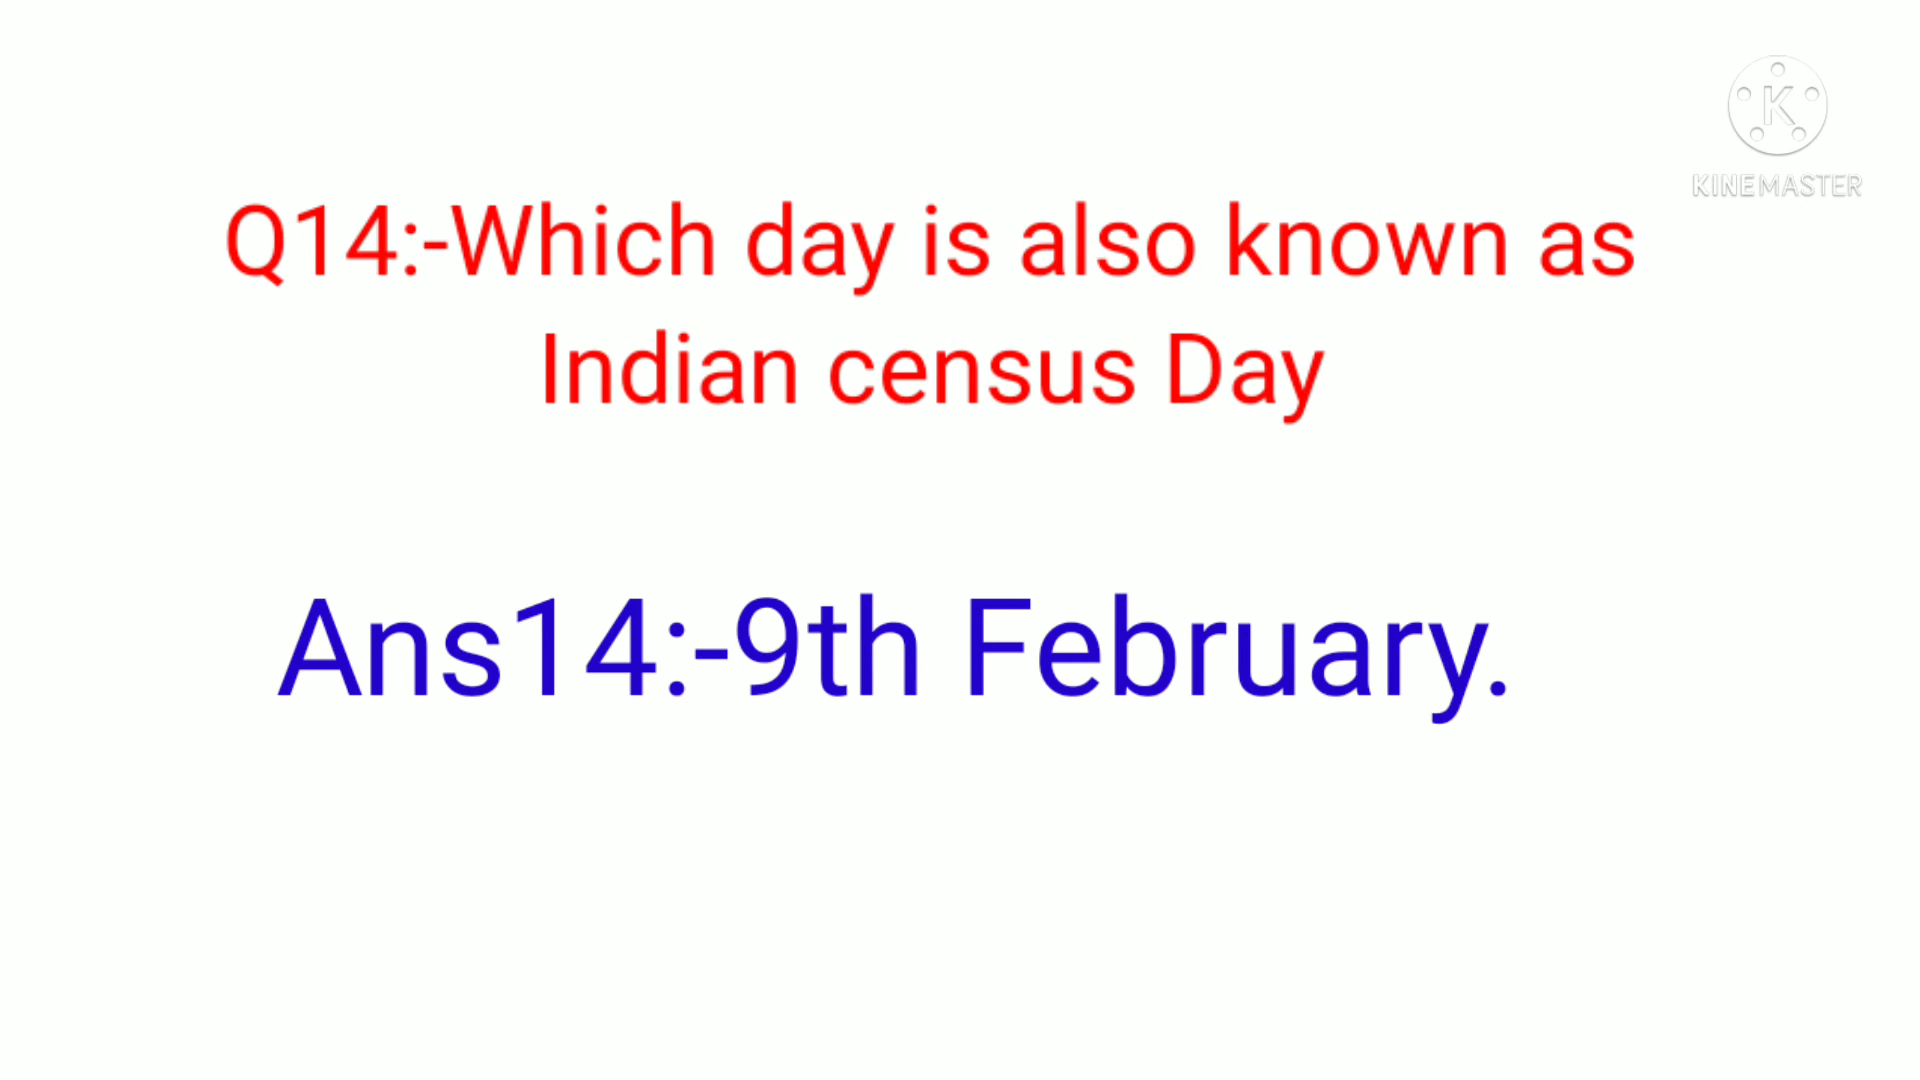 K
KINEMASTER
Q14:-Which day is also known as
Indian census Day
Ans14:-9th February.